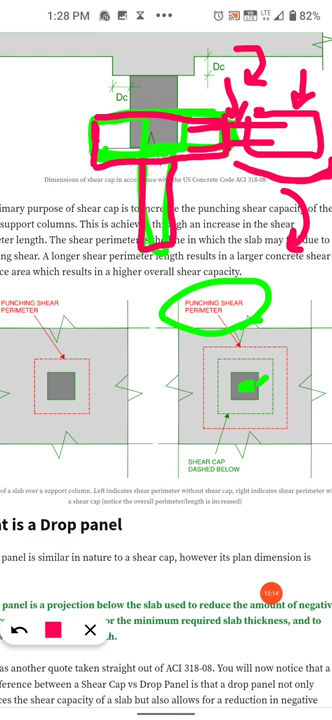 1:28 PM
LTE
82%
Dc
Dc
Dimensions of shear cap in accordance with the US Concrete Code ACI 318-08
imary purpose of shear cap is to increase the punching shear capacity of the
support columns. This is achieved through an increase in the shear
ter length. The shear perimeter is the line in which the slab may due to
ng shear. A longer shear perimeter length results in a larger concrete shear
ce area which results in a higher overall shear capacity.
PUNCHING SHEAR
PERIMETER
PUNCHING SHEAR
PERIMETER
SHEAR CAP
DASHED BELOW
of a slab over a support column. Left indicates shear perimeter without shear cap, right indicates shear perimeter wi
a shear cap (notice the overall perimeter/length is increased)
at is a Drop panel
panel is similar in nature to a shear cap, however its plan dimension is
13:14
panel is a projection below the slab used to reduce the amount of negativ
or the minimum required slab thickness, and to
th.
as another quote taken straight out of ACI 318-08. You will now notice that a
ference between a Shear Cap vs Drop Panel is that a drop panel not only
ces the shear capacity of a slab but also allows for a reduction in negative